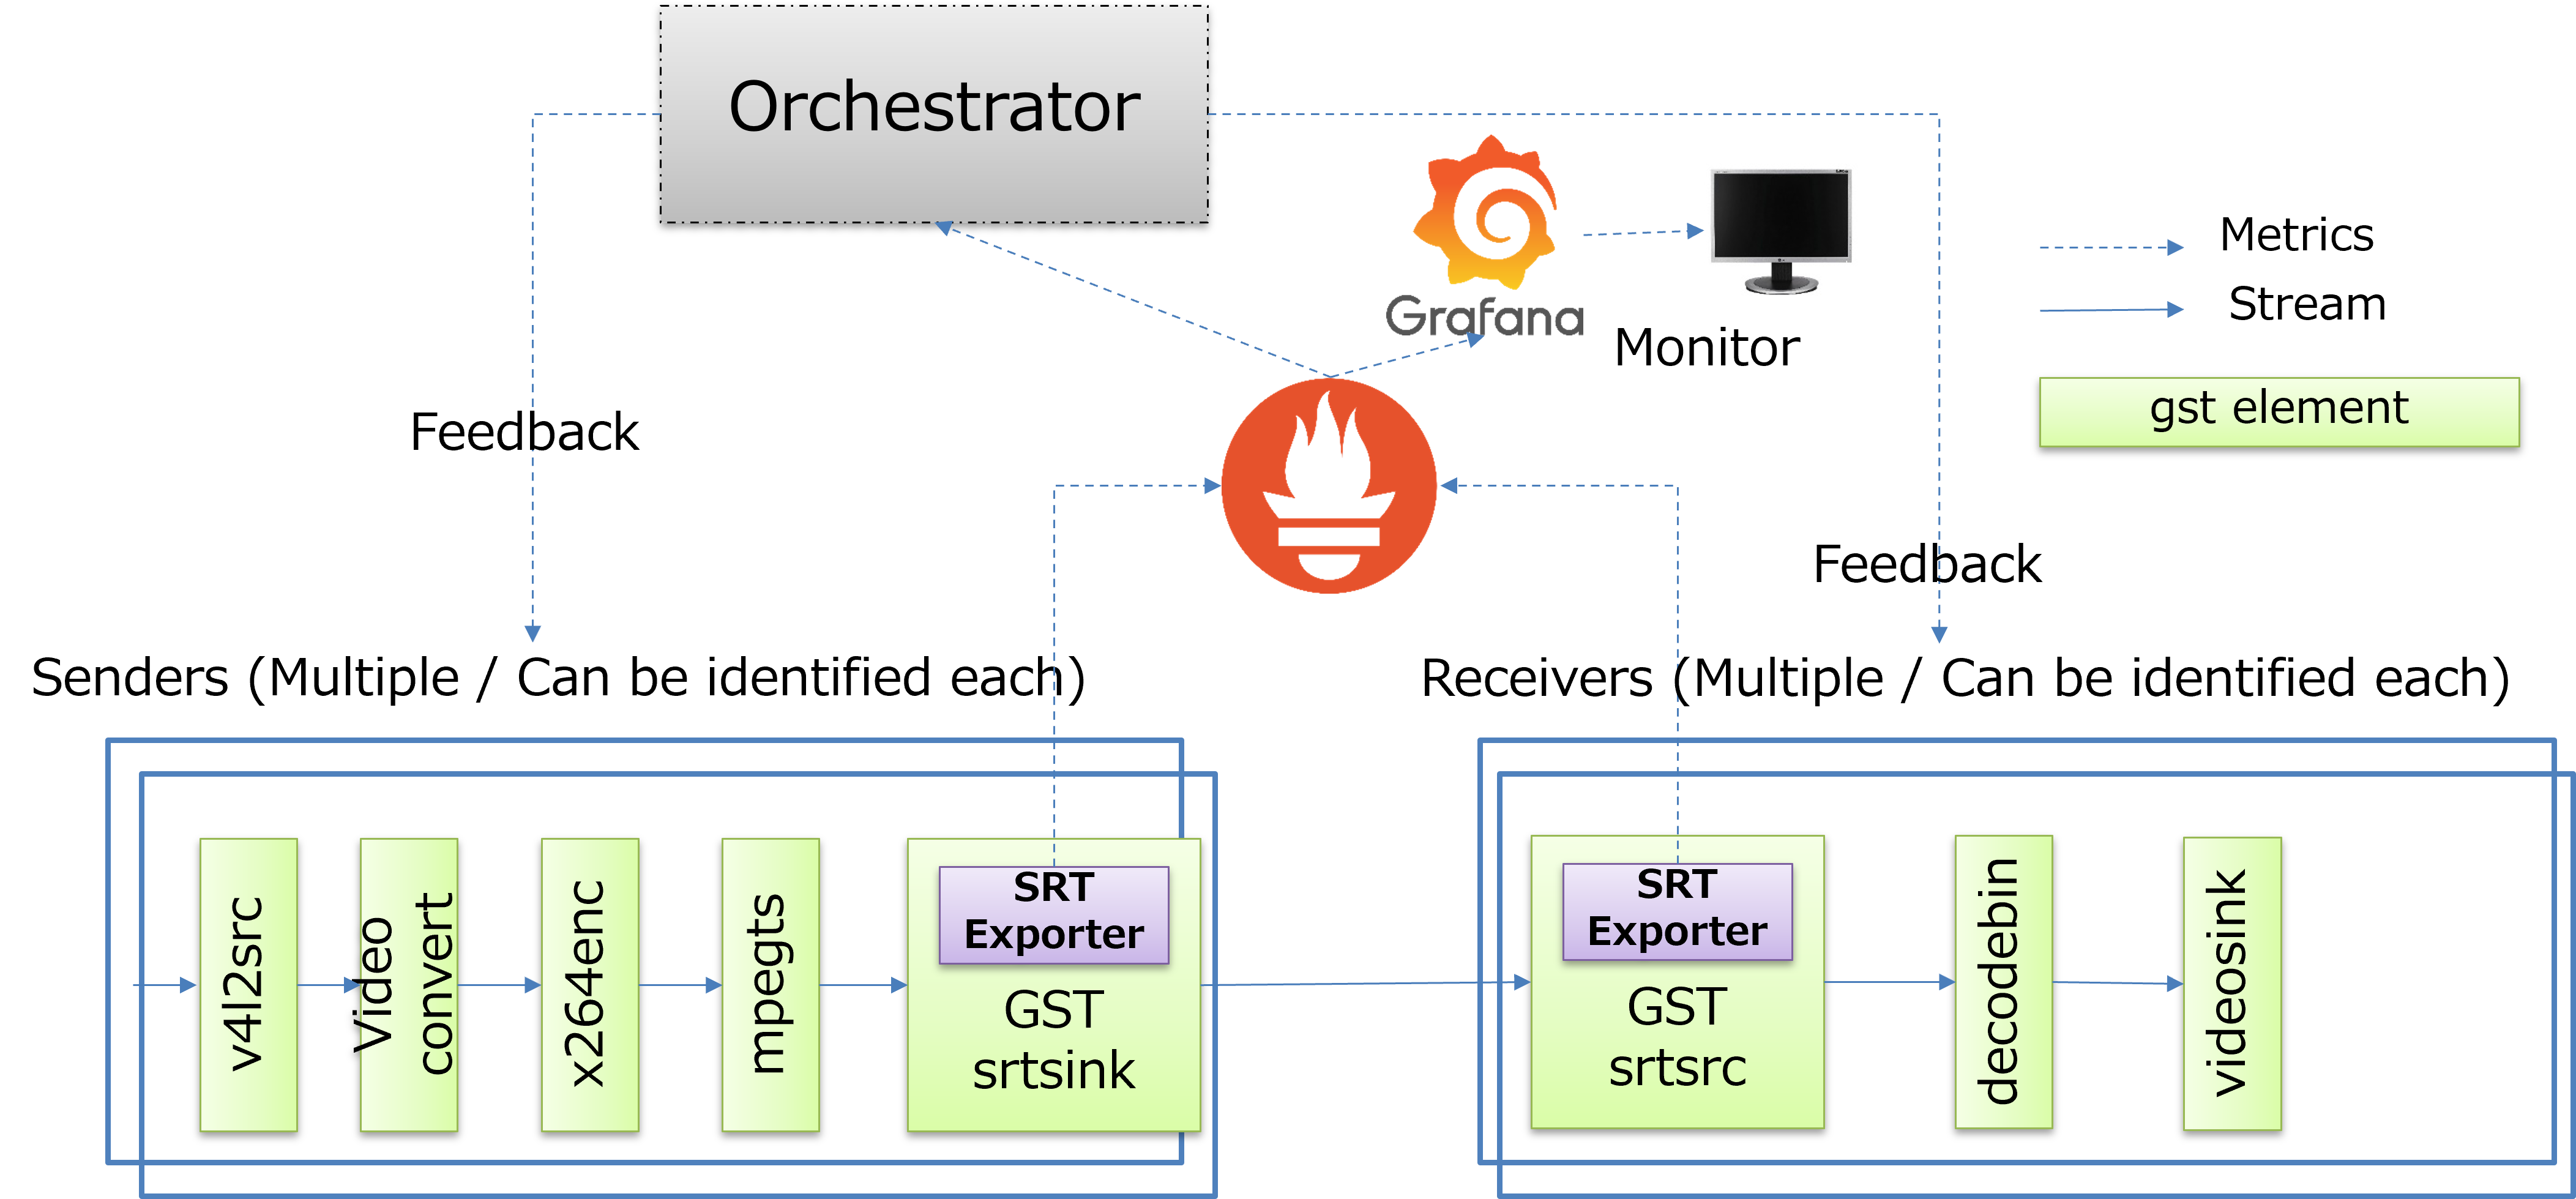 Orchestrator
Grafana
Monitor
Metrics
Stream
gst element
Feedback
Feedback
Senders (Multiple / Can be identified each)
Receivers (Multiple / Can be identified each)
v4l2src
Video
convert
x264enc
mpegts
SRT
Exporter
GST
srtsink
SRT
Exporter
GST
srtsrc
decodebin
videosink